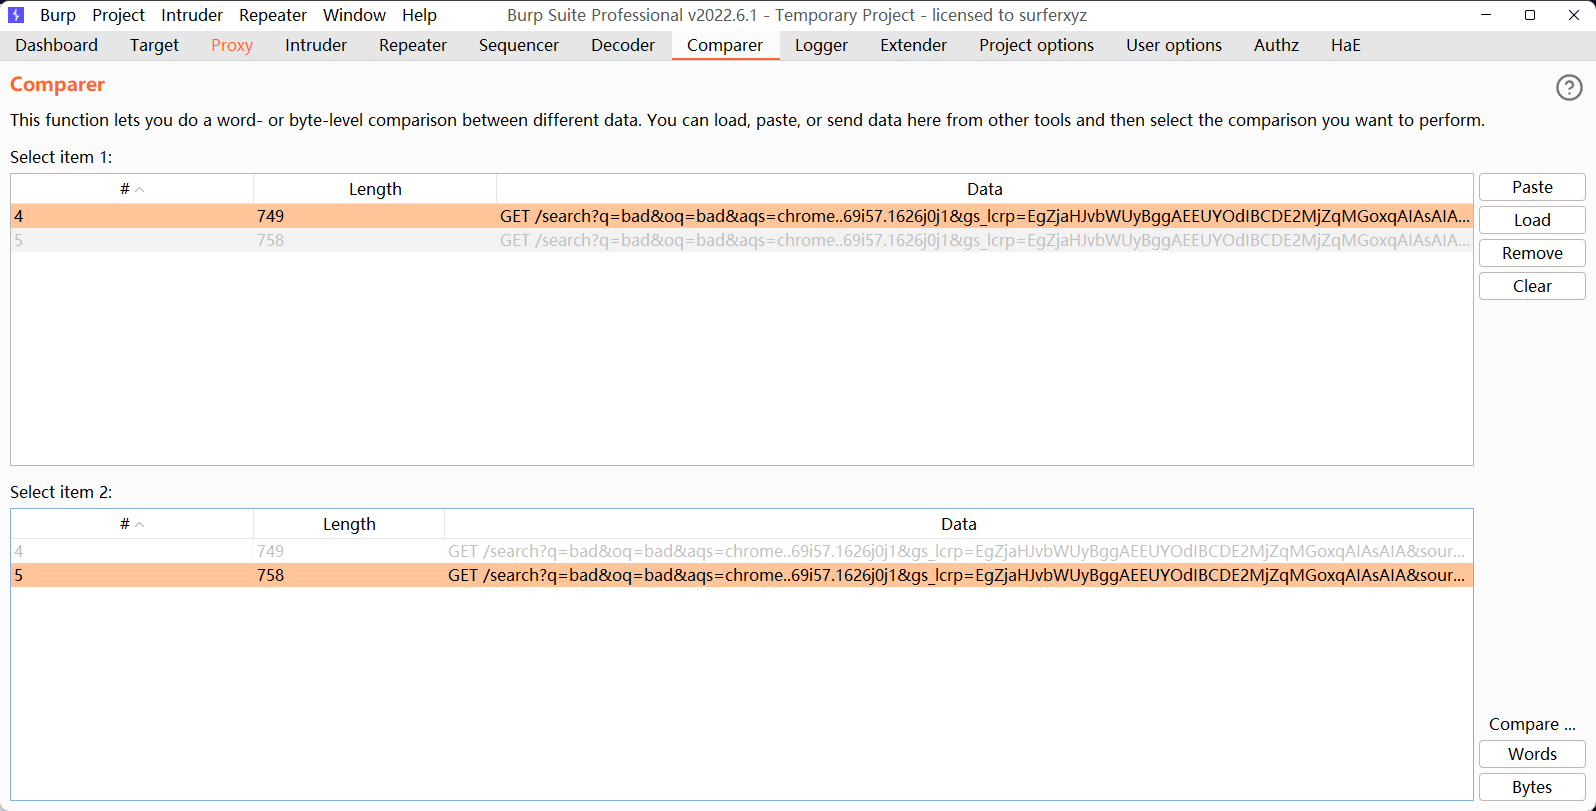 Burp Project Intruder Repeater Window Help Burp Suite Professional v2022.6.1 - Temporary Project - licensed to surferxyz
Dashboard Target Proxy Intruder Repeater Sequencer Decoder Comparer Logger Extender Project options User options Authz HaE
Comparer
This function lets you do a word- or byte-level comparison between different data. You can load, paste, or send data here from other tools and then select the comparison you want to perform.
Select item 1:
# Length Data
4 749 GET /search?q=bad&oq=bad&aqs=chrome..69i57.1626j0j1&gs_lcrp=EgZjaHJvbWUyBggAEEUYOdIBCDE2MjZqMGoxqAIAsAIA...
5 758 GET /search?q=bad&oq=bad&aqs=chrome..69i57.1626j0j1&gs_lcrp=EgZjaHJvbWUyBggAEEUYOdIBCDE2MjZqMGoxqAIAsAIA...
Paste
Load
Remove
Clear
Select item 2:
# Length Data
4 749 GET /search?q=bad&oq=bad&aqs=chrome..69i57.1626j0j1&gs_lcrp=EgZjaHJvbWUyBggAEEUYOdIBCDE2MjZqMGoxqAIAsAIA&sour...
5 758 GET /search?q=bad&oq=bad&aqs=chrome..69i57.1626j0j1&gs_lcrp=EgZjaHJvbWUyBggAEEUYOdIBCDE2MjZqMGoxqAIAsAIA&sour...
Compare ...
Words
Bytes